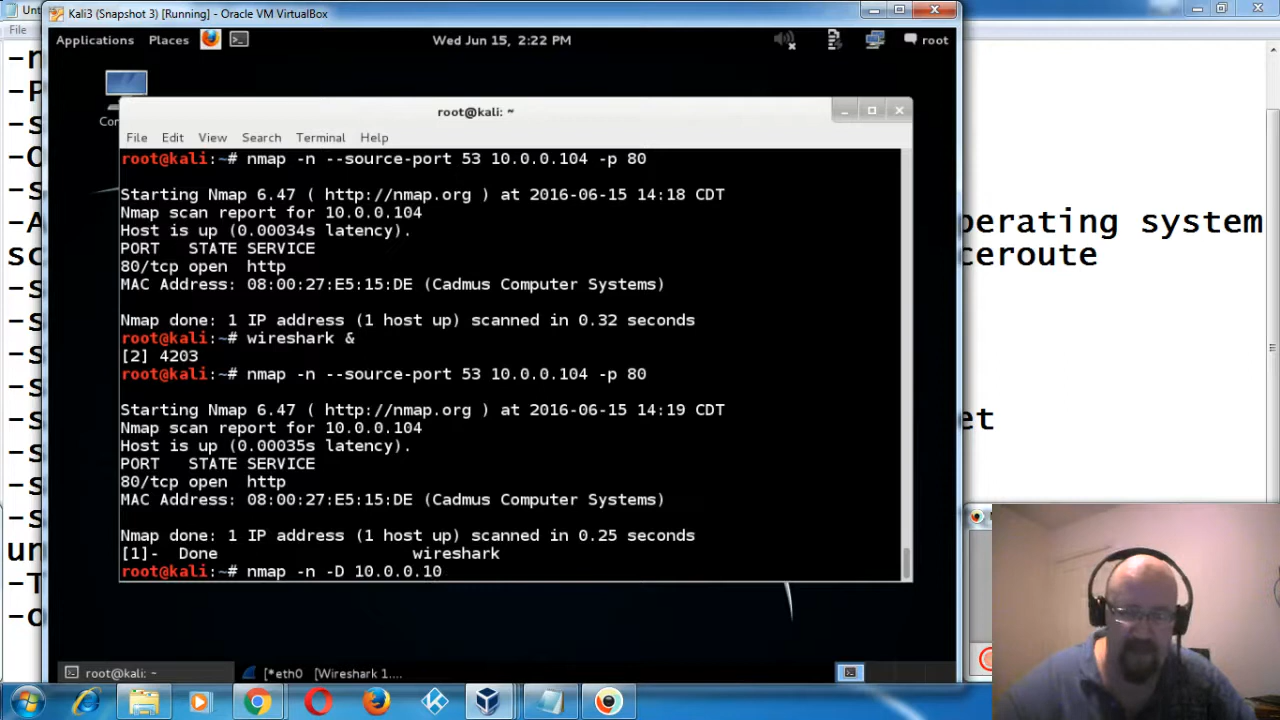 Kali3 (Snapshot 3) [Running] - Oracle VM VirtualBox
File
Applications Places Wed Jun 15, 2:22 PM root
root@kali: ~
File Edit View Search Terminal Help
root@kali:~# nmap -n --source-port 53 10.0.0.104 -p 80
Starting Nmap 6.47 ( http://nmap.org ) at 2016-06-15 14:18 CDT
Nmap scan report for 10.0.0.104
Host is up (0.00034s latency).
PORT STATE SERVICE
80/tcp open http
MAC Address: 08:00:27:E5:15:DE (Cadmus Computer Systems)
Nmap done: 1 IP address (1 host up) scanned in 0.32 seconds
root@kali:~# wireshark &
[2] 4203
root@kali:~# nmap -n --source-port 53 10.0.0.104 -p 80
Starting Nmap 6.47 ( http://nmap.org ) at 2016-06-15 14:19 CDT
Nmap scan report for 10.0.0.104
Host is up (0.00035s latency).
PORT STATE SERVICE
80/tcp open http
MAC Address: 08:00:27:E5:15:DE (Cadmus Computer Systems)
Nmap done: 1 IP address (1 host up) scanned in 0.25 seconds
[1]- Done wireshark
root@kali:~# nmap -n -D 10.0.0.10
root@kali: ~ [*eth0 [Wireshark 1....
perating system
ceroute
et